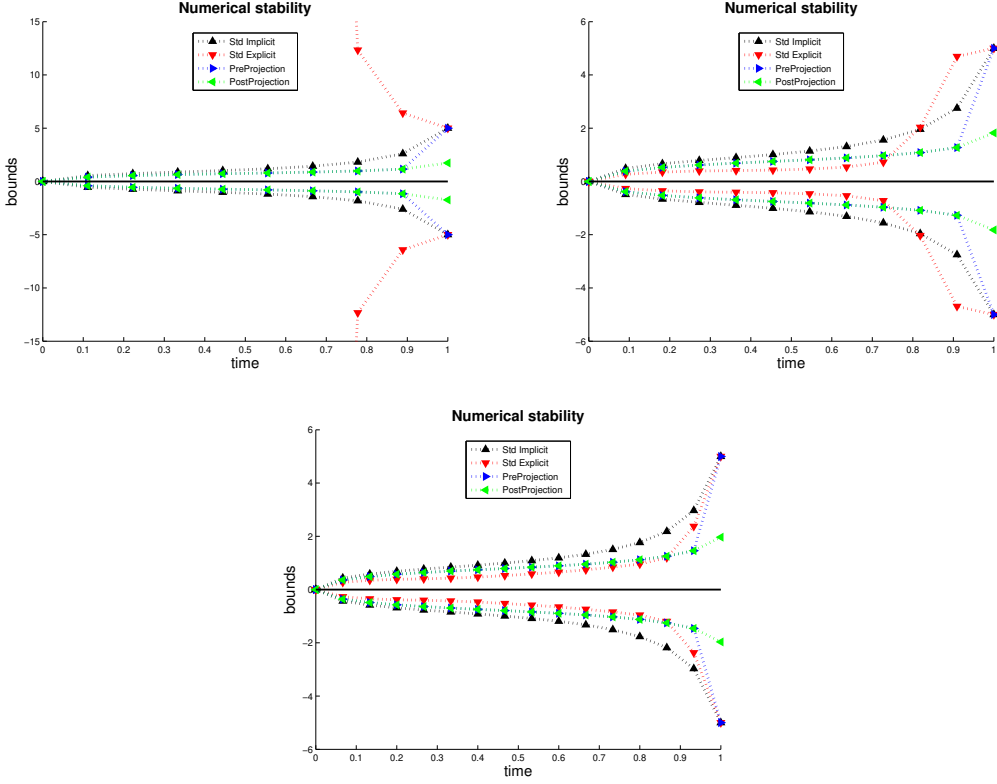 Numerical stability
15
10
5
0
−5
−10
−15
bounds
Std Implicit
Std Explicit
PreProjection
PostProjection
0 0.1 0.2 0.3 0.4 0.5 0.6 0.7 0.8 0.9 1
time
Numerical stability
6
4
2
0
−2
−4
−6
bounds
Std Implicit
Std Explicit
PreProjection
PostProjection
0 0.1 0.2 0.3 0.4 0.5 0.6 0.7 0.8 0.9 1
time
Numerical stability
6
4
2
0
−2
−4
−6
bounds
Std Implicit
Std Explicit
PreProjection
PostProjection
0 0.1 0.2 0.3 0.4 0.5 0.6 0.7 0.8 0.9 1
time